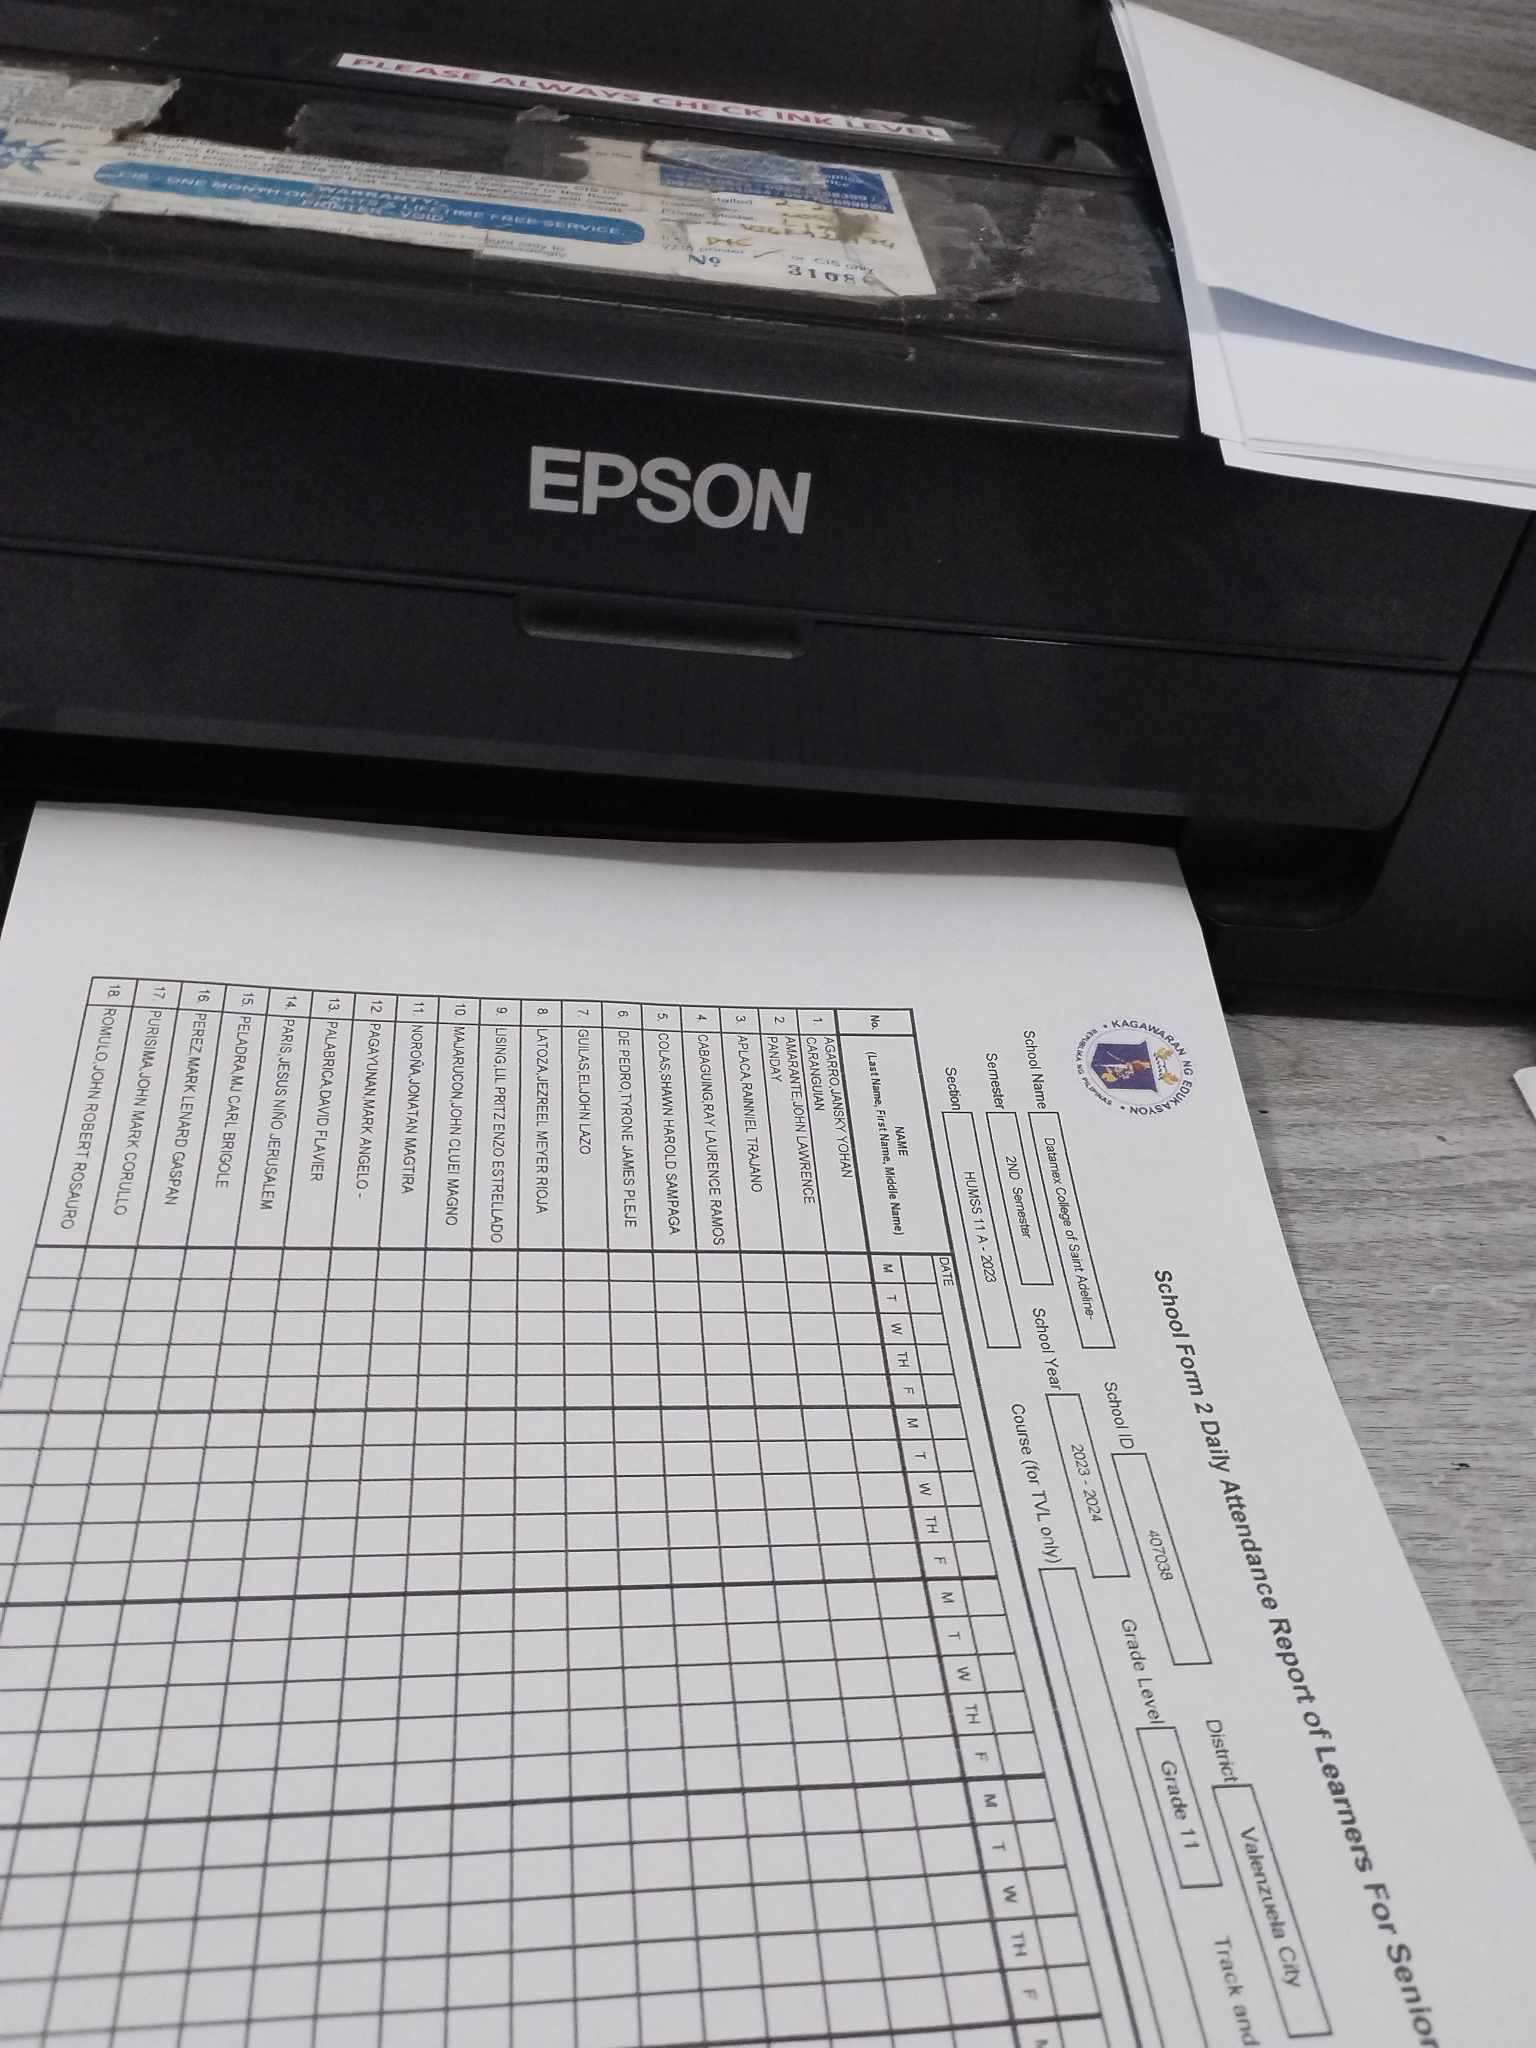 PLEASE ALWAYS CHECK INK LEVEL
place your
CIS - ONE MONTH ON
WARRANTY:
PARTS & LIFETIME FREE SERVICE.
PRINTER - VOID
or CIS only
Nº 3108
EPSON
KAGAWARAN NG EDUKASYON
REPUBLIKA NG PILIPINAS
School Form 2 Daily Attendance Report of Learners For Senior
School Name Datamex College of Saint Adeline- School ID 407038 District Valenzuela City
Semester 2ND Semester School Year 2023 - 2024 Grade Level Grade 11 Track and
Section HUMSS 11 A - 2023 Course (for TVL only)
DATE
No. NAME
(Last Name, First Name, Middle Name)
M T W TH F M T W TH F M T W TH F M T W TH F M
1. AGARRO,JANSKY YOHAN
CARANGUIAN
2. AMARANTE,JOHN LAWRENCE
PANDAY
3. APLACA,RAINNIEL TRAJANO
4. CABAGUING,RAY LAURENCE RAMOS
5. COLAS,SHAWN HAROLD SAMPAGA
6. DE PEDRO,TYRONE JAMES PLEJE
7. GUILAS,ELJOHN LAZO
8. LATOZA,JEZREEL MEYER RIOJA
9. LISING,LIL PRITZ ENZO ESTRELLADO
10. MAJARUCON,JOHN CLUEI MAGNO
11. NOROÑA,JONATAN MAGTIRA
12. PAGAYUNAN,MARK ANGELO -
13. PALABRICA,DAVID FLAVIER
14. PARIS,JESUS NIÑO JERUSALEM
15. PELADRA,MJ CARL BRIGOLE
16. PEREZ,MARK LENARD GASPAN
17. PURISIMA,JOHN MARK CORULLO
18. ROMULO,JOHN ROBERT ROSAURO